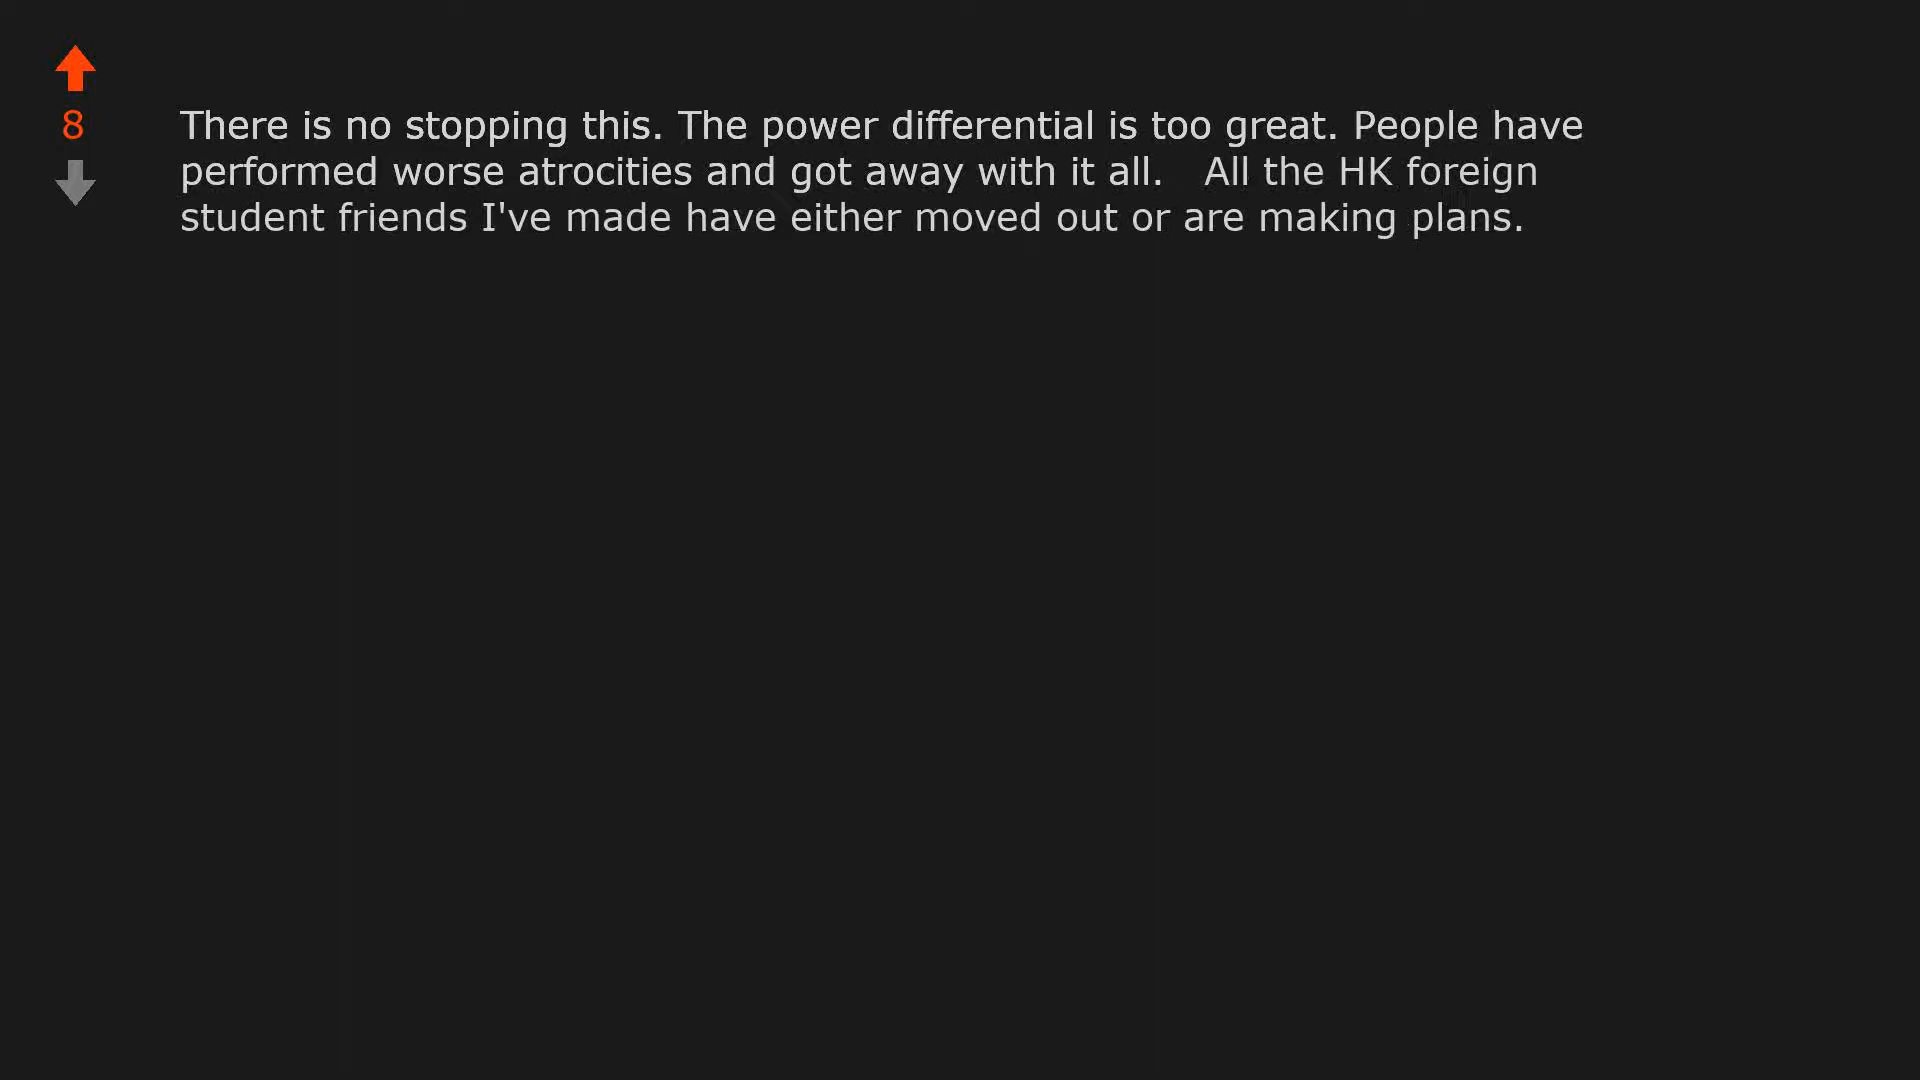 8
There is no stopping this. The power differential is too great. People have
performed worse atrocities and got away with it all.   All the HK foreign
student friends I've made have either moved out or are making plans.